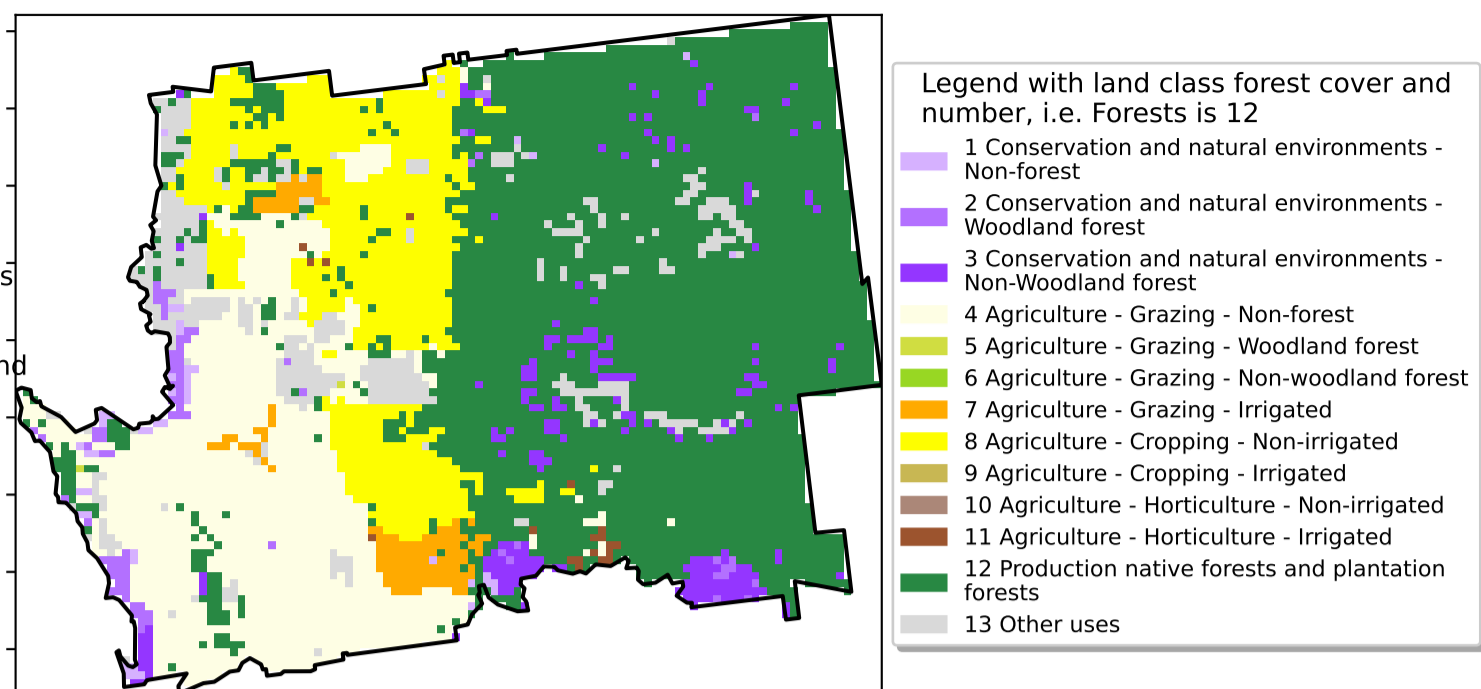 s
nd
Legend with land class forest cover and
number, i.e. Forests is 12
1 Conservation and natural environments -
Non-forest
2 Conservation and natural environments -
Woodland forest
3 Conservation and natural environments -
Non-Woodland forest
4 Agriculture - Grazing - Non-forest
5 Agriculture - Grazing - Woodland forest
6 Agriculture - Grazing - Non-woodland forest
7 Agriculture - Grazing - Irrigated
8 Agriculture - Cropping - Non-irrigated
9 Agriculture - Cropping - Irrigated
10 Agriculture - Horticulture - Non-irrigated
11 Agriculture - Horticulture - Irrigated
12 Production native forests and plantation
forests
13 Other uses